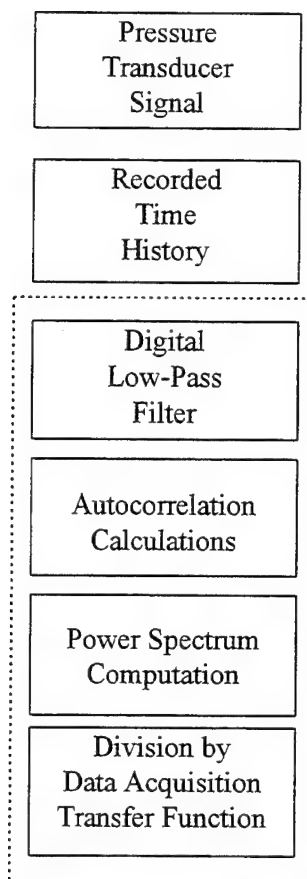 Pressure
Transducer
Signal
Recorded
Time
History
Digital
Low-Pass
Filter
Autocorrelation
Calculations
Power Spectrum
Computation
Division by
Data Acquisition
Transfer Function